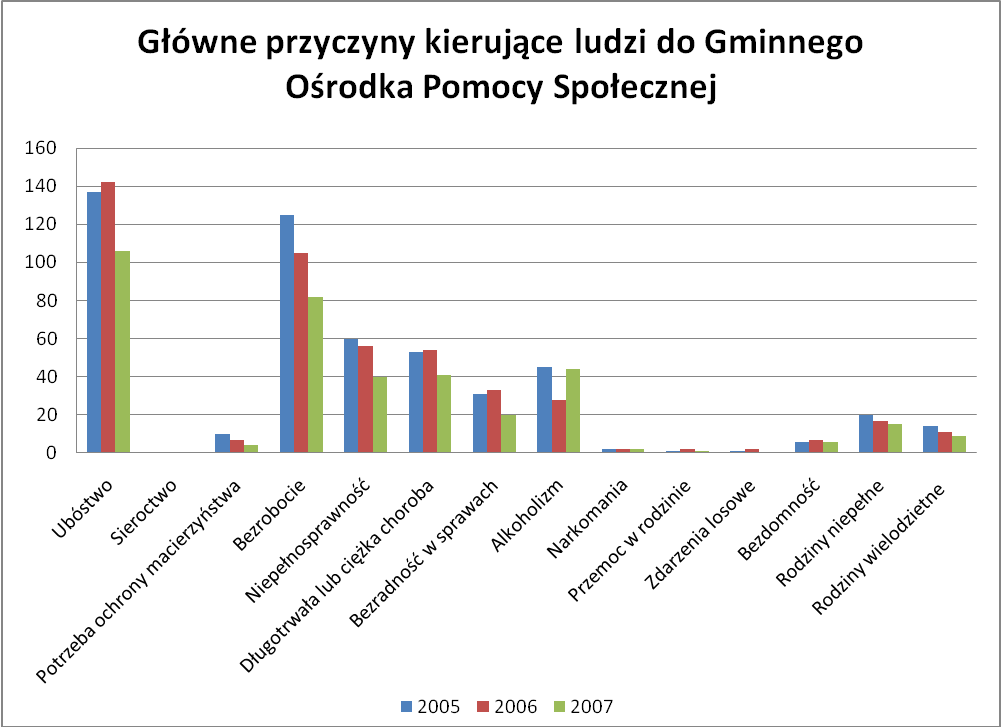 Główne przyczyny kierujące ludzi do Gminnego
Ośrodka Pomocy Społecznej
160
140
120
100
80
60
40
20
0
Ubóstwo
Sieroctwo
Potrzeba ochrony macierzyństwa
Bezrobocie
Niepełnosprawność
Długotrwała lub ciężka choroba
Bezradność w sprawach
Alkoholizm
Narkomania
Przemoc w rodzinie
Zdarzenia losowe
Bezdomność
Rodziny niepełne
Rodziny wielodzietne
2005 2006 2007